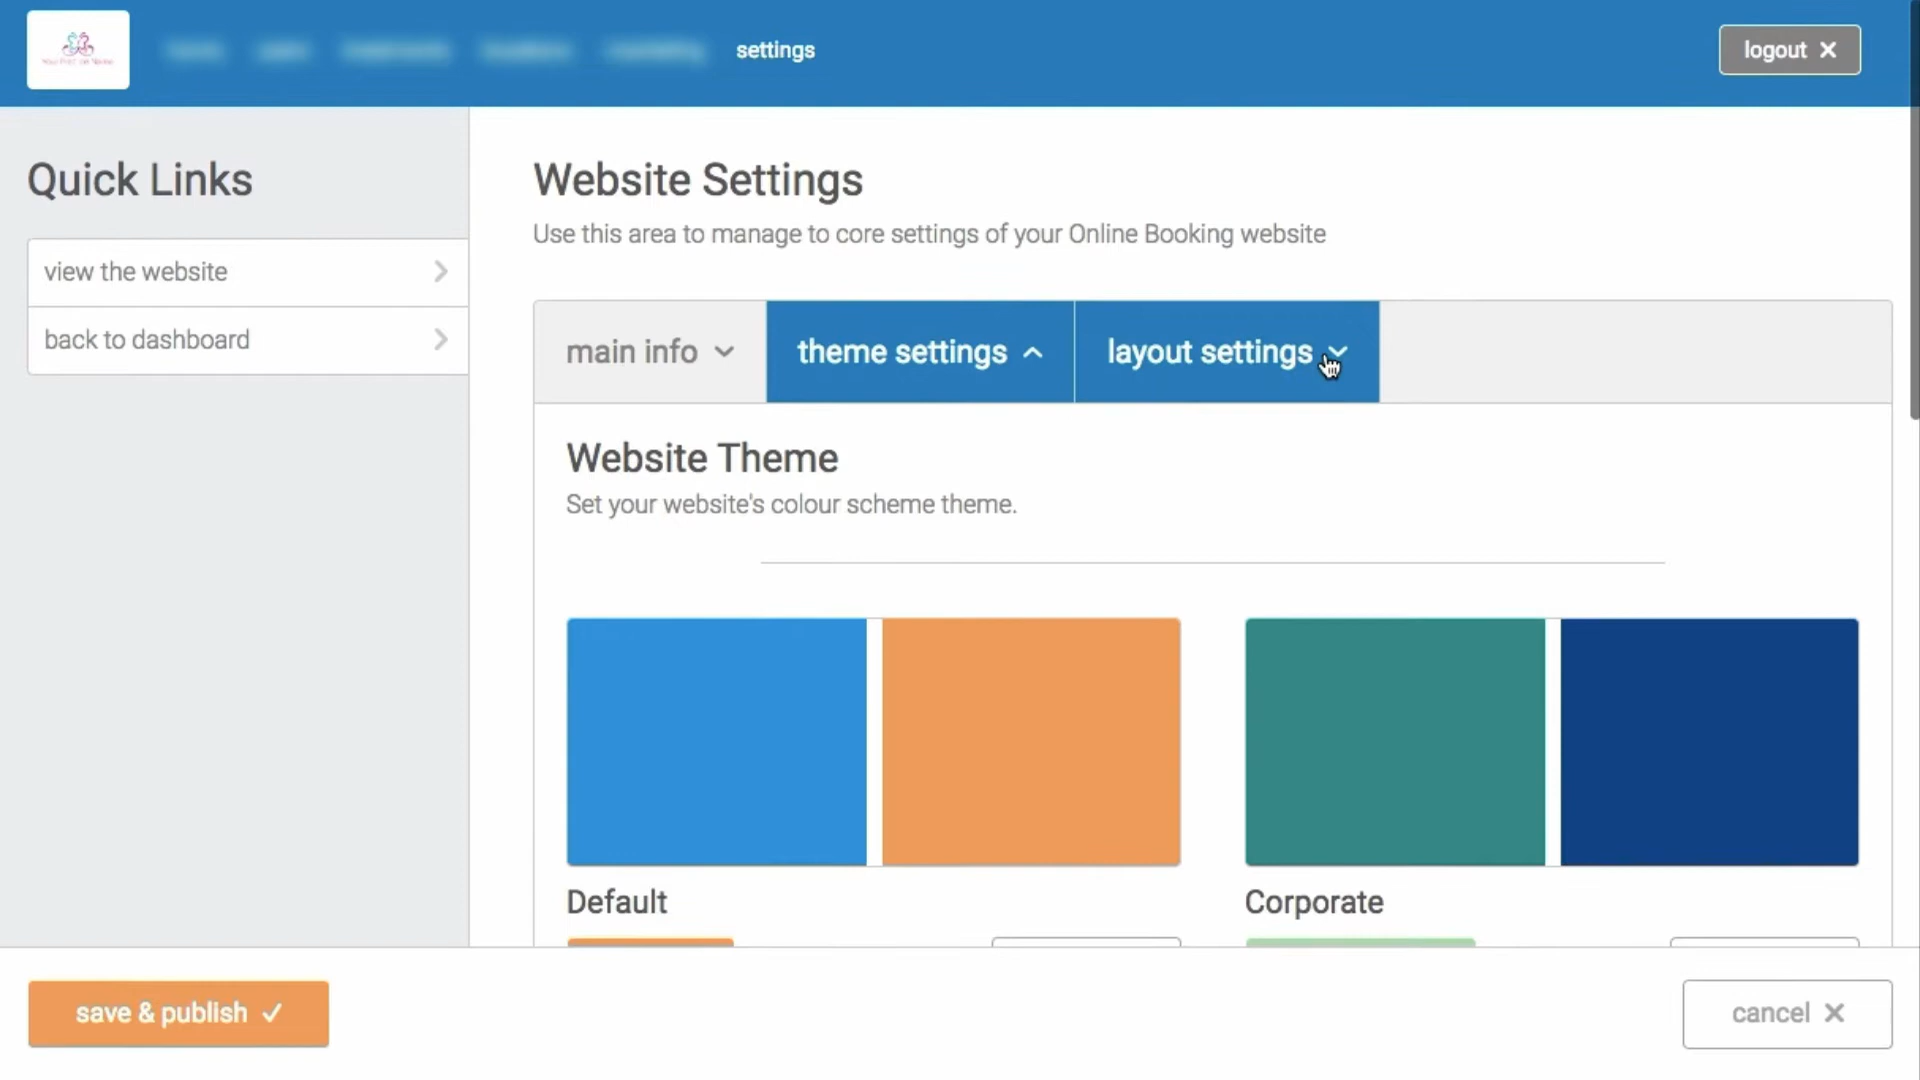 settings
logout
Quick Links
view the website
back to dashboard
Website Settings
Use this area to manage to core settings of your Online Booking website
main info
theme settings
layout settings
Website Theme
Set your website's colour scheme theme.
Default
Corporate
save & publish
cancel